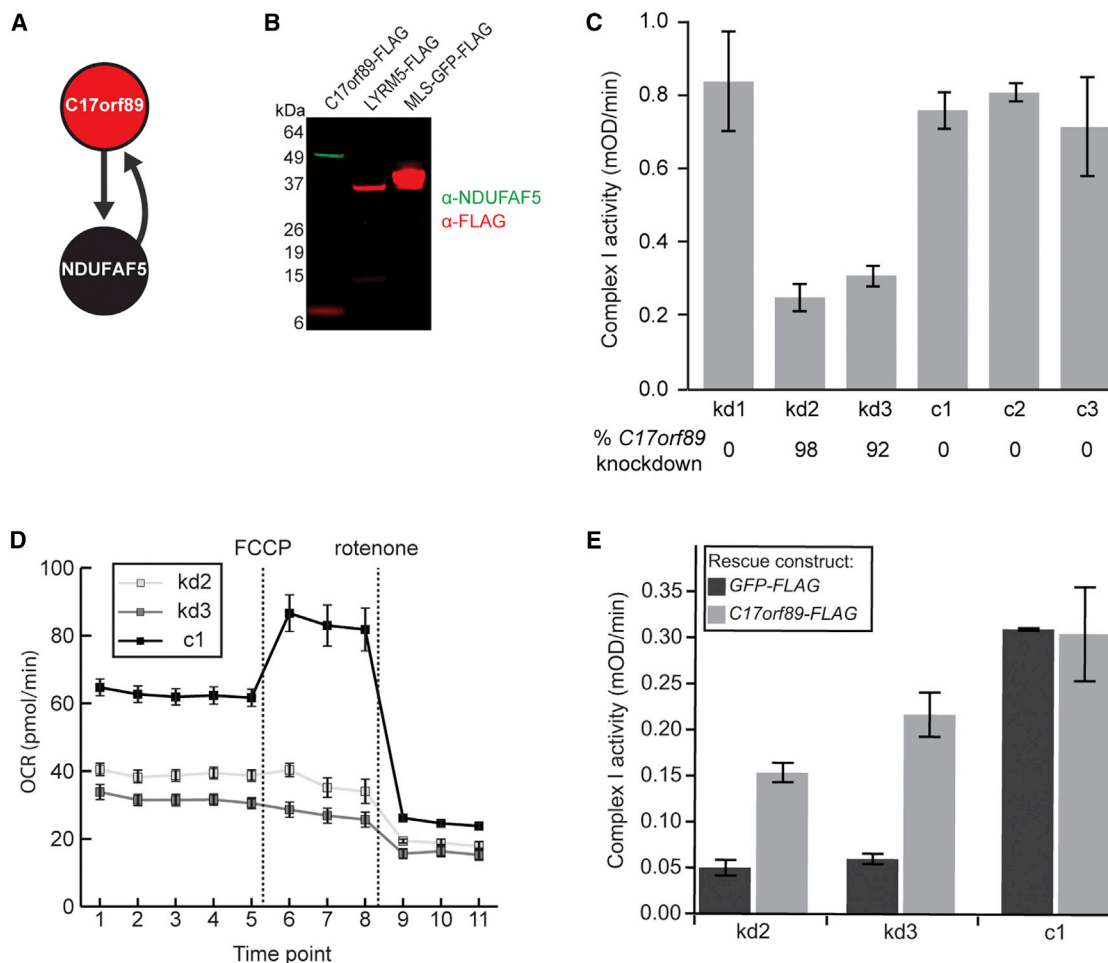 A
C17orf89
NDUFAF5
B
C17orf89-FLAG
LYRM5-FLAG
MLS-GFP-FLAG
kDa
64
49
37
26
19
15
6
α-NDUFAF5
α-FLAG
C
Complex I activity (mOD/min)
1.0
0.8
0.6
0.4
0.2
0.0
kd1 kd2 kd3 c1 c2 c3
% C17orf89 knockdown
0 98 92 0 0 0
D
FCCP rotenone
kd2
kd3
c1
OCR (pmol/min)
100
80
60
40
20
0
1 2 3 4 5 6 7 8 9 10 11
Time point
E
Rescue construct:
GFP-FLAG
C17orf89-FLAG
Complex I activity (mOD/min)
0.35
0.30
0.25
0.20
0.15
0.10
0.05
0.00
kd2 kd3 c1